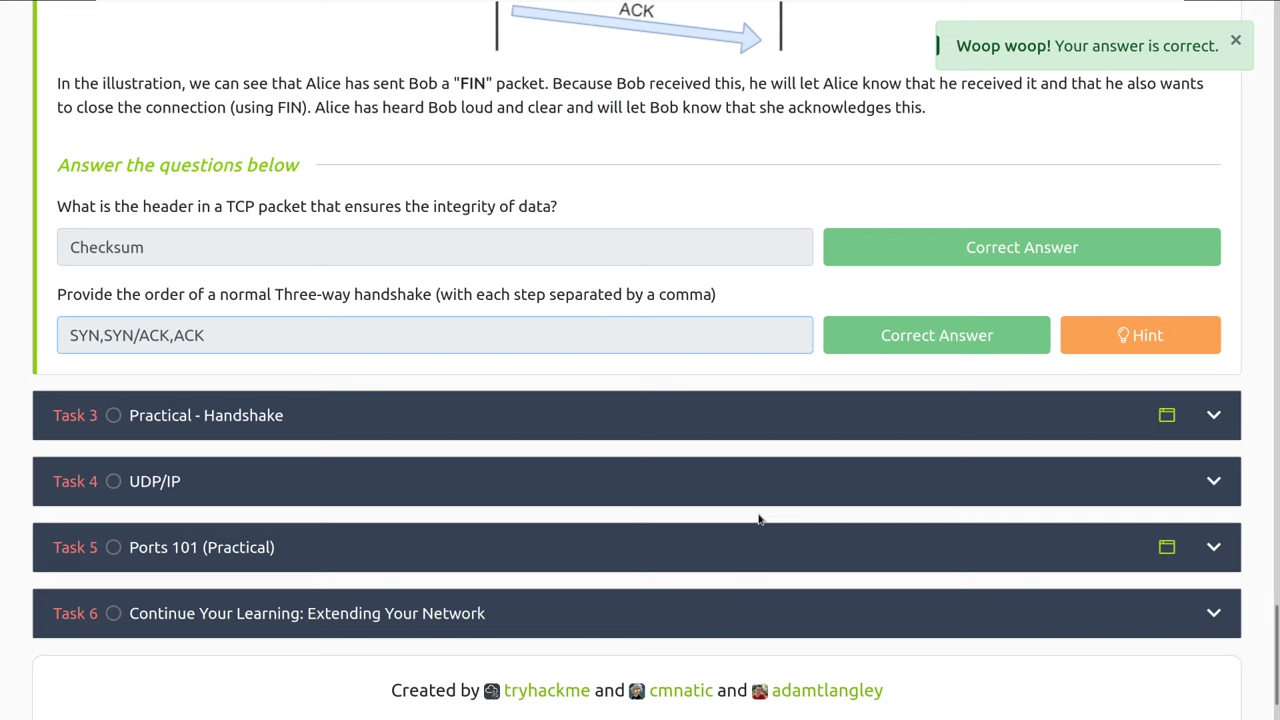 ACK
Woop woop! Your answer is correct. ×
In the illustration, we can see that Alice has sent Bob a "FIN" packet. Because Bob received this, he will let Alice know that he received it and that he also wants
to close the connection (using FIN). Alice has heard Bob loud and clear and will let Bob know that she acknowledges this.
Answer the questions below
What is the header in a TCP packet that ensures the integrity of data?
Checksum Correct Answer
Provide the order of a normal Three-way handshake (with each step separated by a comma)
SYN,SYN/ACK,ACK Correct Answer Hint
Task 3 Practical - Handshake
Task 4 UDP/IP
Task 5 Ports 101 (Practical)
Task 6 Continue Your Learning: Extending Your Network
Created by tryhackme and cmnatic and adamtlangley